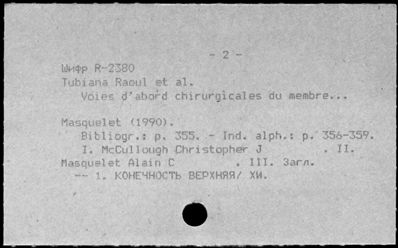 - 2 -
Шифр R-2380
Tubiana Raoul et al.
Voies d'abord chirurgicales du membre...
Masquelet (1990).
Bibliogr.: p. 355. - Ind. alph.: p. 356-359.
I. McCullough Christopher J . II.
Masquelet Alain C . III. Загл.
-- 1. КОНЕЧНОСТЬ ВЕРХНЯЯ/ ХИ.